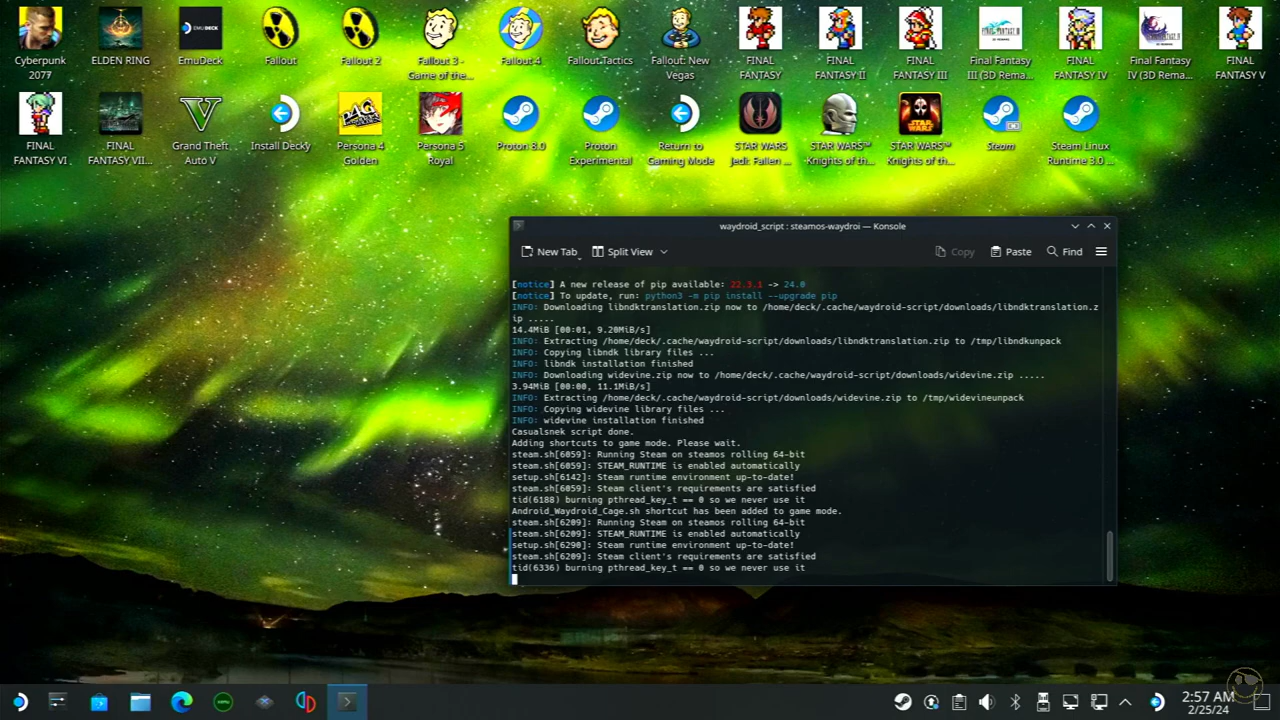 Cyberpunk 2077
ELDEN RING
EmuDeck
Fallout
Fallout 2
Fallout 3 - Game of the...
Fallout 4
Fallout Tactics
Fallout: New Vegas
FINAL FANTASY
FINAL FANTASY II
FINAL FANTASY III
Final Fantasy III (3D Rema...
FINAL FANTASY IV
Final Fantasy IV (3D Rema...
FINAL FANTASY V
FINAL FANTASY VI
FINAL FANTASY VII...
Grand Theft Auto V
Install Decky
Persona 4 Golden
Persona 5 Royal
Proton 8.0
Proton Experimental
Return to Gaming Mode
STAR WARS Jedi: Fallen ...
STAR WARS™ Knights of th...
STAR WARS™ Knights of th...
Steam
Steam Linux Runtime 3.0 ...
waydroid_script : steamos-waydroi — Konsole
New Tab
Split View
Copy
Paste
Find
[notice] A new release of pip available: 22.3.1 -> 24.0
[notice] To update, run: python3 -m pip install --upgrade pip
INFO: Downloading libndktranslation.zip now to /home/deck/.cache/waydroid-script/downloads/libndktranslation.z
ip .....
14.4MiB [00:01, 9.20MiB/s]
INFO: Extracting /home/deck/.cache/waydroid-script/downloads/libndktranslation.zip to /tmp/libndkunpack
INFO: Copying libndk library files ...
INFO: libndk installation finished
INFO: Downloading widevine.zip now to /home/deck/.cache/waydroid-script/downloads/widevine.zip .....
3.94MiB [00:00, 11.1MiB/s]
INFO: Extracting /home/deck/.cache/waydroid-script/downloads/widevine.zip to /tmp/widevineunpack
INFO: Copying widevine library files ...
INFO: widevine installation finished
Casualsnek script done.
Adding shortcuts to game mode. Please wait.
steam.sh[6059]: Running Steam on steamos rolling 64-bit
steam.sh[6059]: STEAM_RUNTIME is enabled automatically
setup.sh[6142]: Steam runtime environment up-to-date!
steam.sh[6059]: Steam client's requirements are satisfied
tid(6188) burning pthread_key_t == 0 so we never use it
Android_Waydroid_Cage.sh shortcut has been added to game mode.
steam.sh[6209]: Running Steam on steamos rolling 64-bit
steam.sh[6209]: STEAM_RUNTIME is enabled automatically
setup.sh[6290]: Steam runtime environment up-to-date!
steam.sh[6209]: Steam client's requirements are satisfied
tid(6336) burning pthread_key_t == 0 so we never use it
2:57 AM
2/25/24